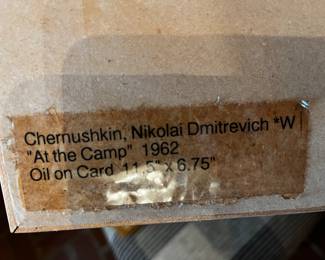 Chernushkin, Nikolai Dmitrevich *W
"At the Camp" 1962
Oil on Card 11.5" x 6.75"